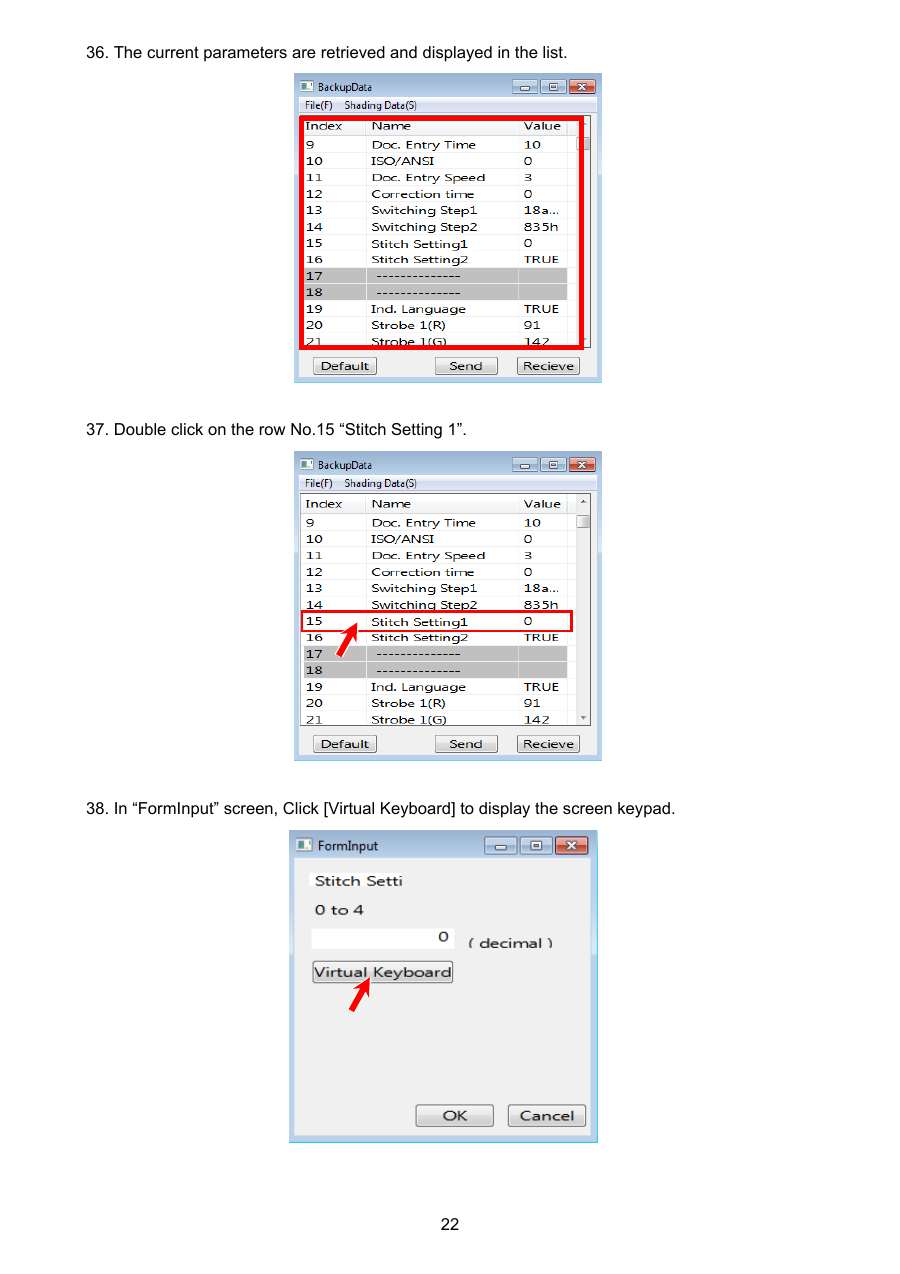 36. The current parameters are retrieved and displayed in the list.
BackupData
File(F) Shading Data(S)
Index Name Value
9 Doc. Entry Time 10
10 ISO/ANSI 0
11 Doc. Entry Speed 3
12 Correction time 0
13 Switching Step1 18a...
14 Switching Step2 835h
15 Stitch Setting1 0
16 Stitch Setting2 TRUE
17 --------------
18 --------------
19 Ind. Language TRUE
20 Strobe 1(R) 91
21 Strobe 1(G) 142
Default Send Recieve
37. Double click on the row No.15 “Stitch Setting 1”.
BackupData
File(F) Shading Data(S)
Index Name Value
9 Doc. Entry Time 10
10 ISO/ANSI 0
11 Doc. Entry Speed 3
12 Correction time 0
13 Switching Step1 18a...
14 Switching Step2 835h
15 Stitch Setting1 0
16 Stitch Setting2 TRUE
17 --------------
18 --------------
19 Ind. Language TRUE
20 Strobe 1(R) 91
21 Strobe 1(G) 142
Default Send Recieve
38. In “FormInput” screen, Click [Virtual Keyboard] to display the screen keypad.
FormInput
Stitch Setti
0 to 4
0 ( decimal )
Virtual Keyboard
OK Cancel
22